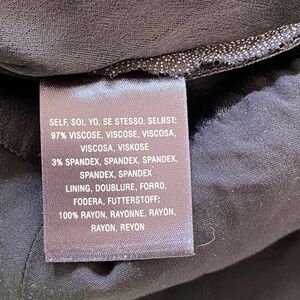 SELF, SOI, YO, SE STESSO, SELBST:
97% VISCOSE, VISCOSE, VISCOSA,
VISCOSA, VISKOSE
3% SPANDEX, SPANDEX, SPANDEX,
SPANDEX, SPANDEX
LINING, DOUBLURE, FORRO,
FODERA, FUTTERSTOFF:
100% RAYON, RAYONNE, RAYÓN,
RAYON, REYON